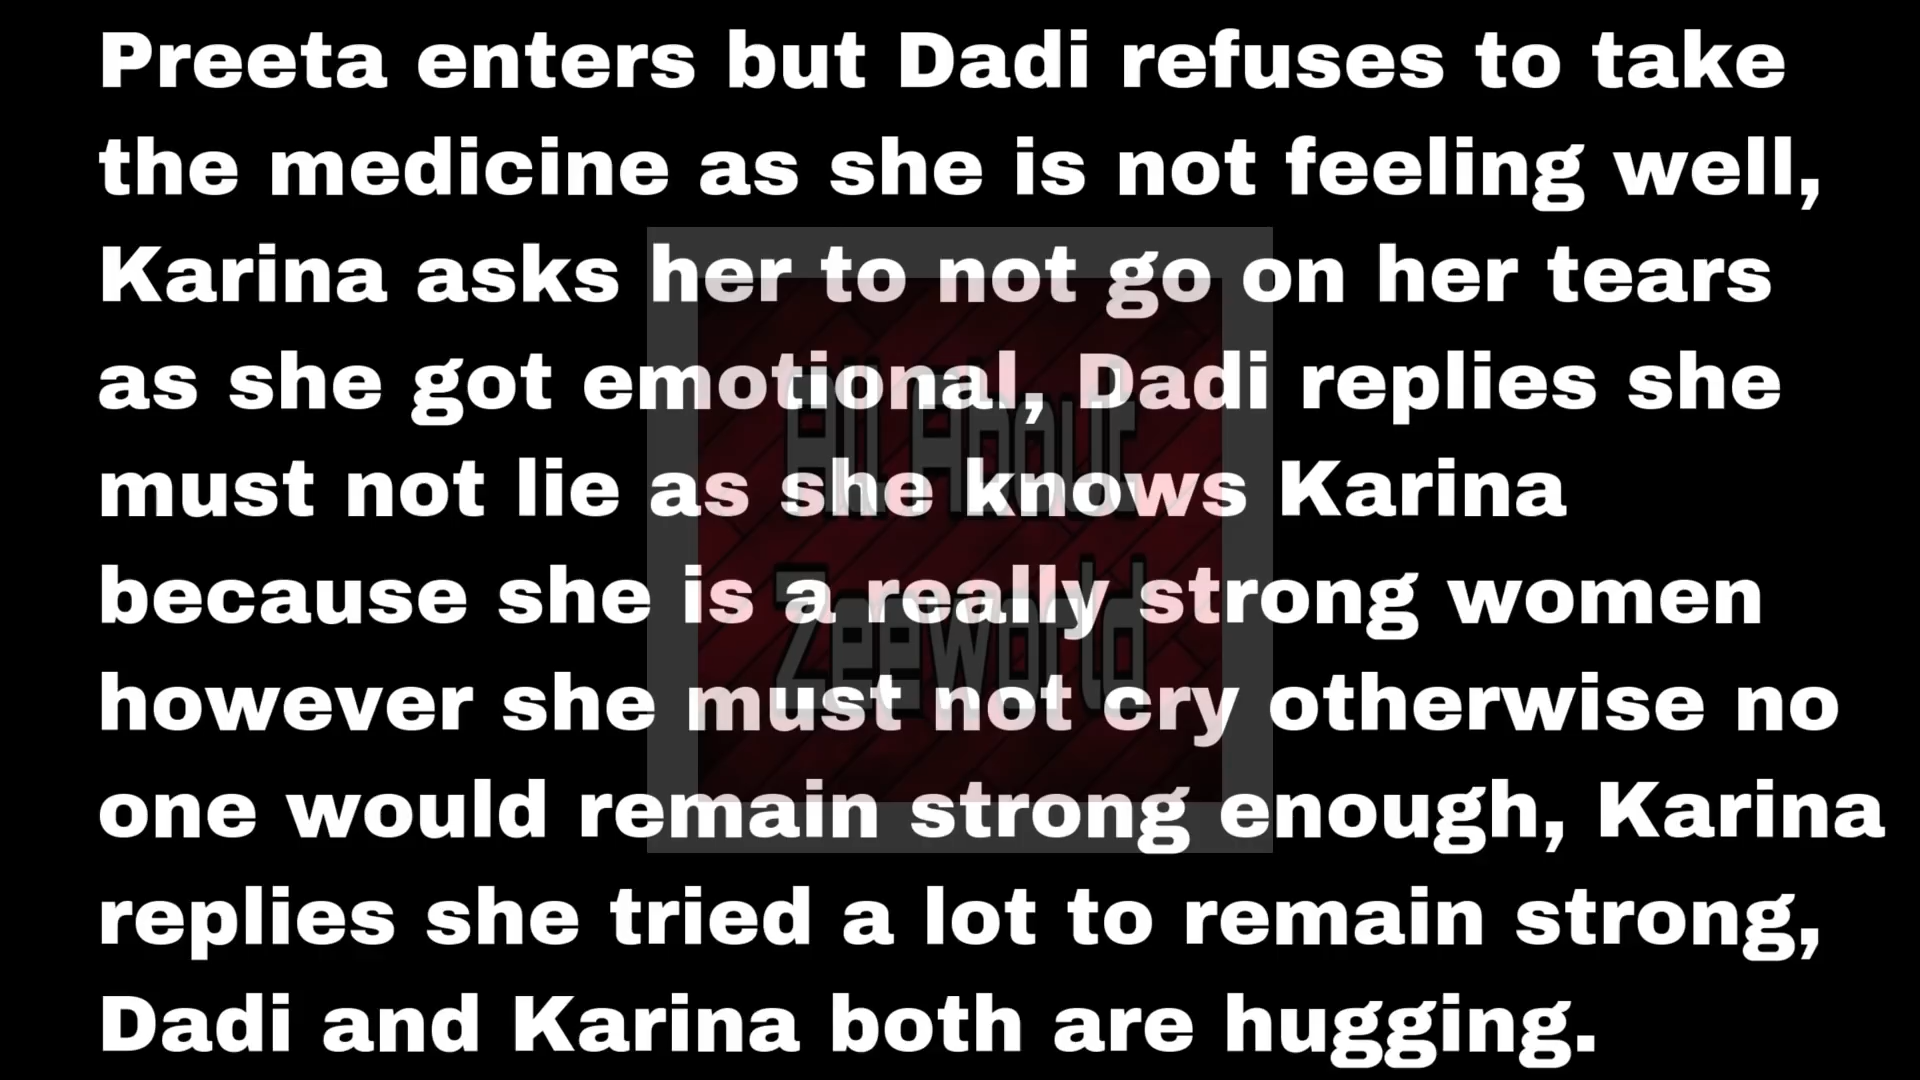 Preeta enters but Dadi refuses to take
the medicine as she is not feeling well,
Karina asks her to not go on her tears
as she got emotional, Dadi replies she
must not lie as she knows Karina
because she is a really strong women
however she must not cry otherwise no
one would remain strong enough, Karina
replies she tried a lot to remain strong,
Dadi and Karina both are hugging.
All About
Zeeworld